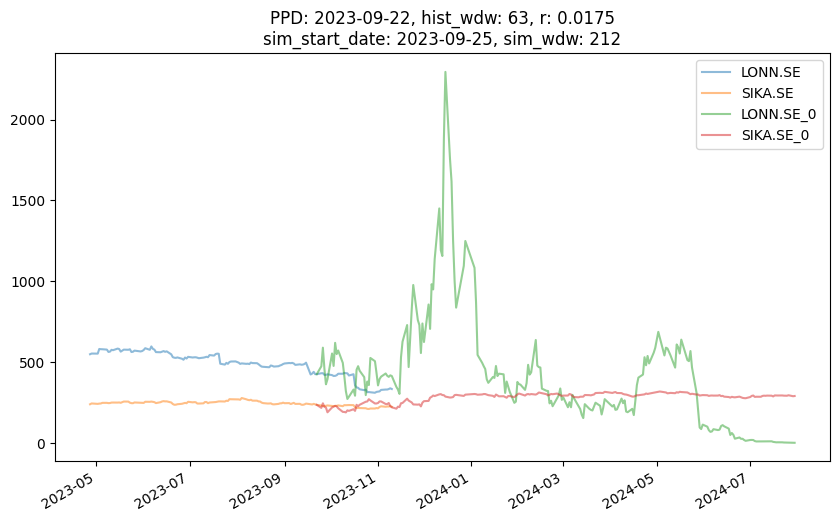 PPD: 2023-09-22, hist_wdw: 63, r: 0.0175
sim_start_date: 2023-09-25, sim_wdw: 212
LONN.SE
SIKA.SE
LONN.SE_0
SIKA.SE_0
2000
1500
1000
500
0
2023-05
2023-07
2023-09
2023-11
2024-01
2024-03
2024-05
2024-07